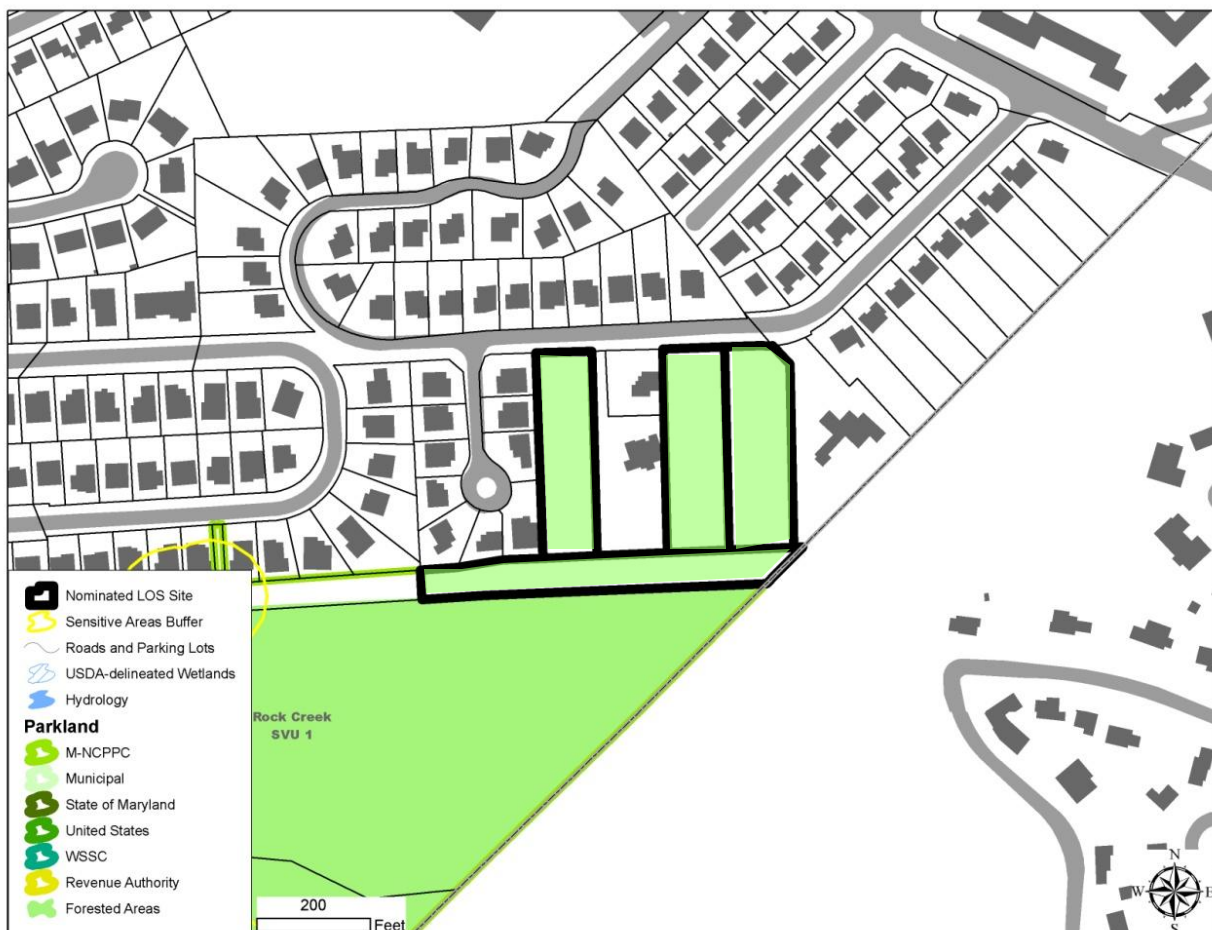 Nominated LOS Site
Sensitive Areas Buffer
Roads and Parking Lots
USDA-delineated Wetlands
Hydrology
Parkland
M-NCPPC
Municipal
State of Maryland
United States
WSSC
Revenue Authority
Forested Areas
Rock Creek
SVU 1
200
Feet
N
W
E
S